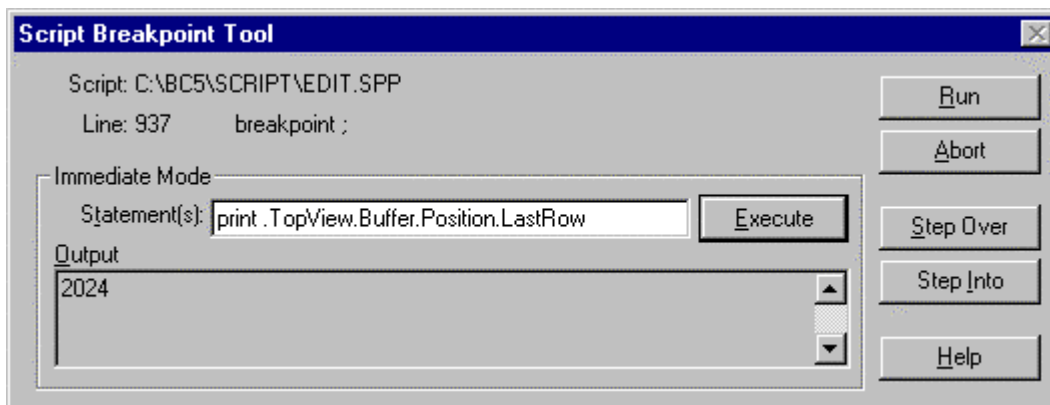 Script Breakpoint Tool
Script: C:\BC5\SCRIPT\EDIT.SPP
Line: 937 breakpoint ;
Run
Abort
Immediate Mode
Statement(s): print .TopView.Buffer.Position.LastRow Execute
Output
2024
Step Over
Step Into
Help